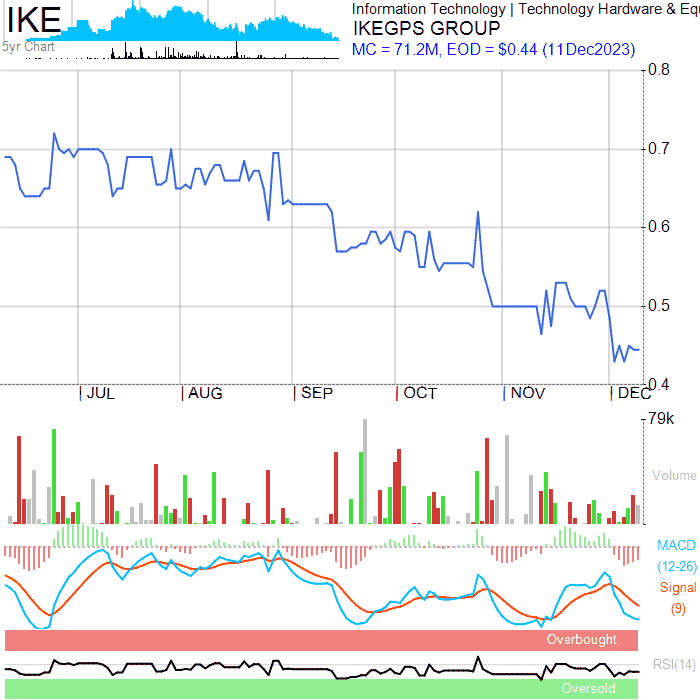 IKE
5yr Chart
Information Technology | Technology Hardware & Equ
IKEGPS GROUP
MC = 71.2M, EOD = $0.44 (11Dec2023)
0.8
0.7
0.6
0.5
0.4
JUL
AUG
SEP
OCT
NOV
DEC
79k
Volume
MACD
(12-26)
Signal
(9)
Overbought
RSI(14)
Oversold